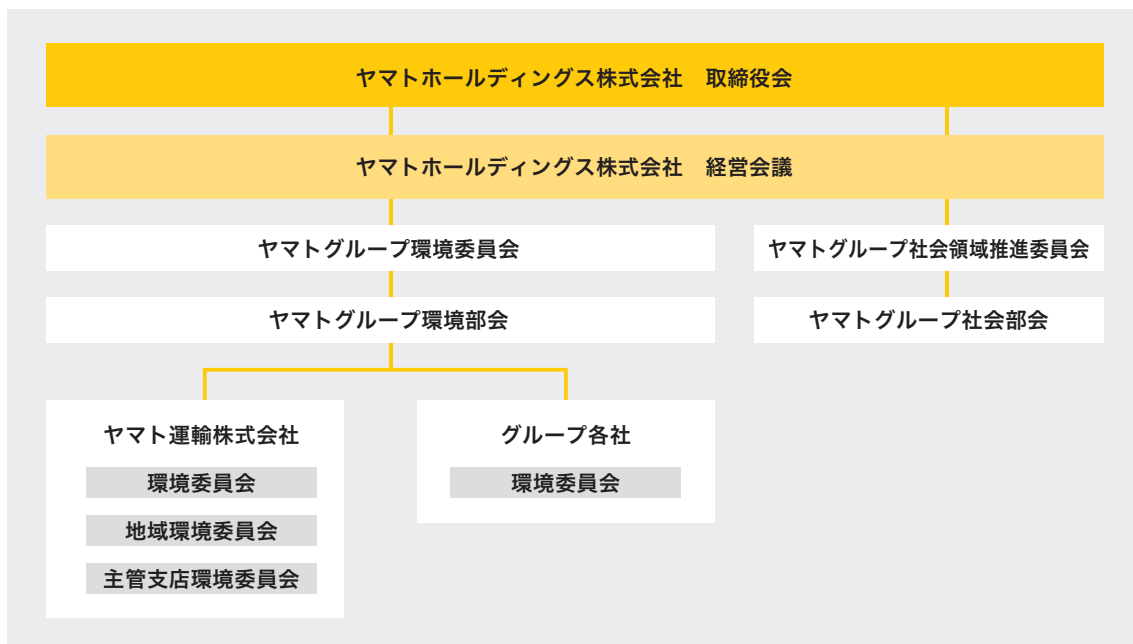 ヤマトホールディングス株式会社　取締役会
ヤマトホールディングス株式会社　経営会議
ヤマトグループ環境委員会
ヤマトグループ社会領域推進委員会
ヤマトグループ環境部会
ヤマトグループ社会部会
ヤマト運輸株式会社
環境委員会
地域環境委員会
主管支店環境委員会
グループ各社
環境委員会